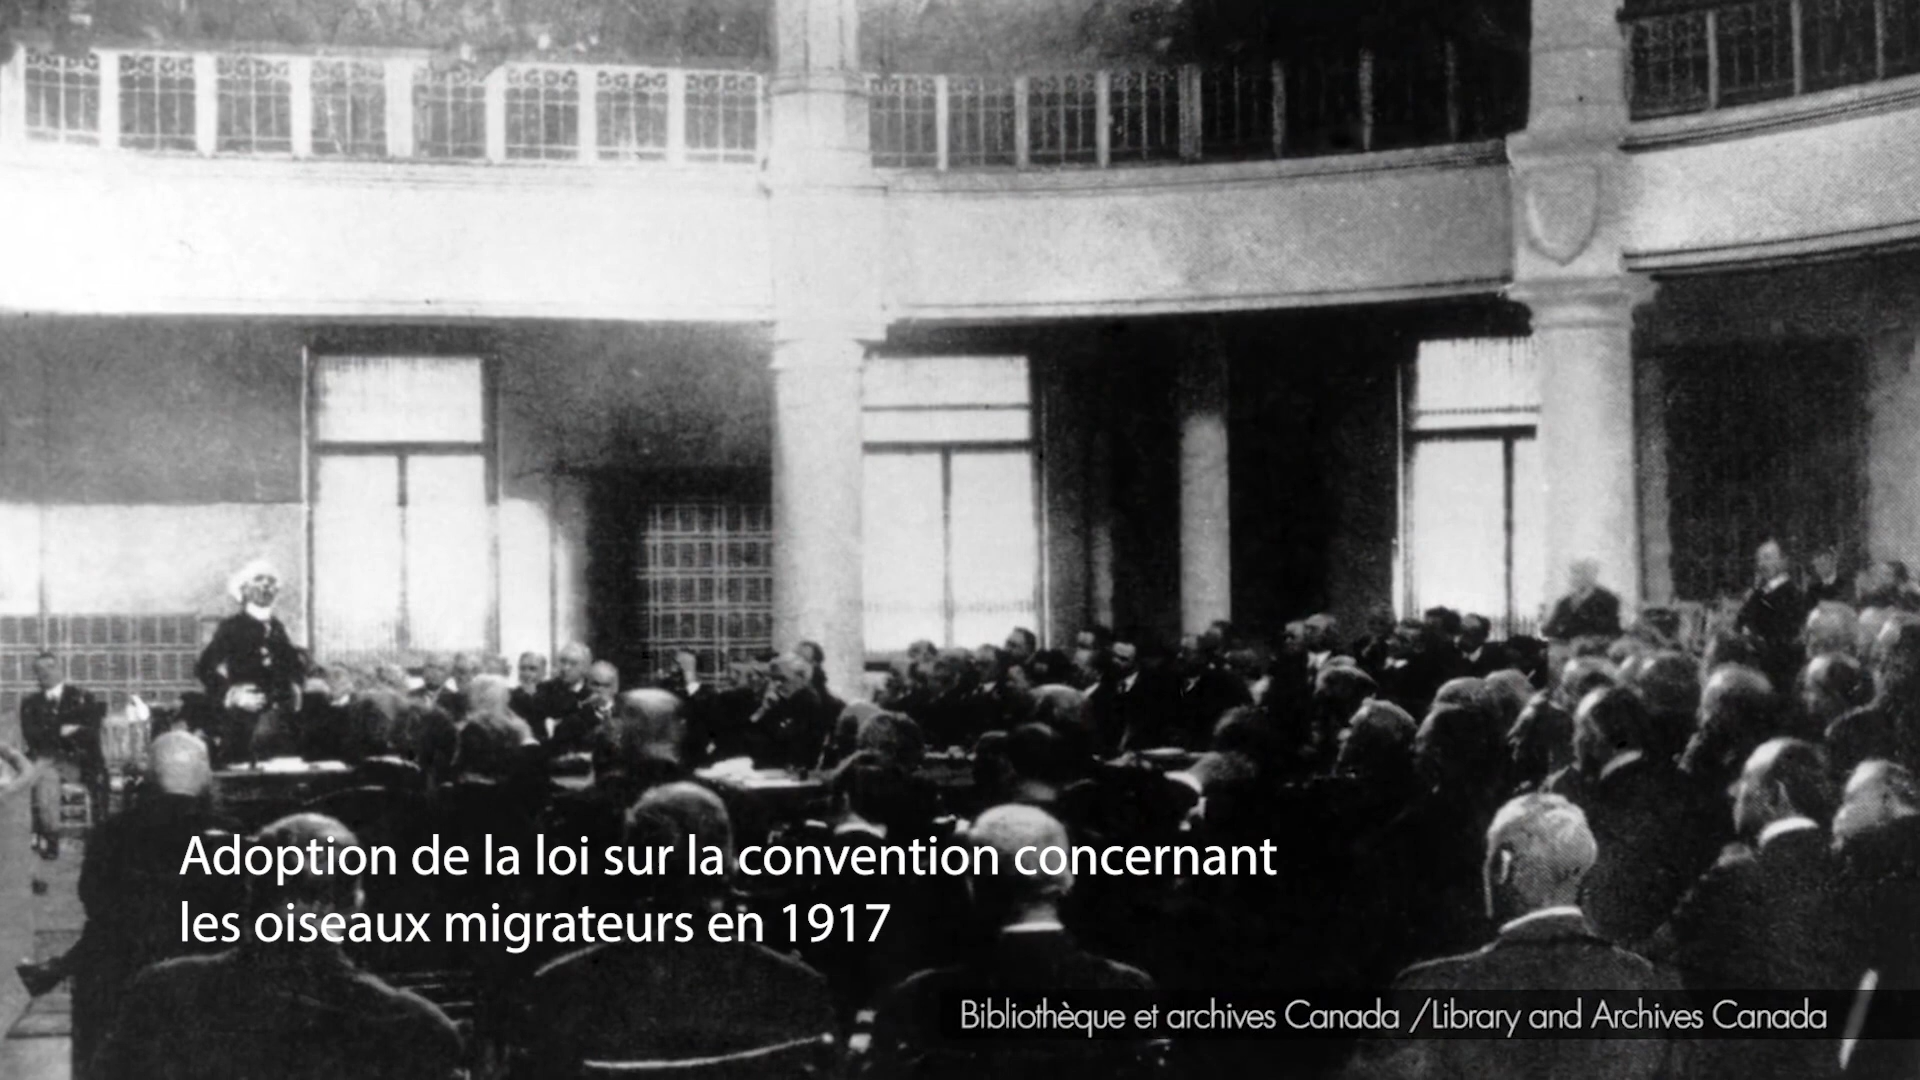 Adoption de la loi sur la convention concernant
les oiseaux migrateurs en 1917
Bibliothèque et archives Canada /Library and Archives Canada